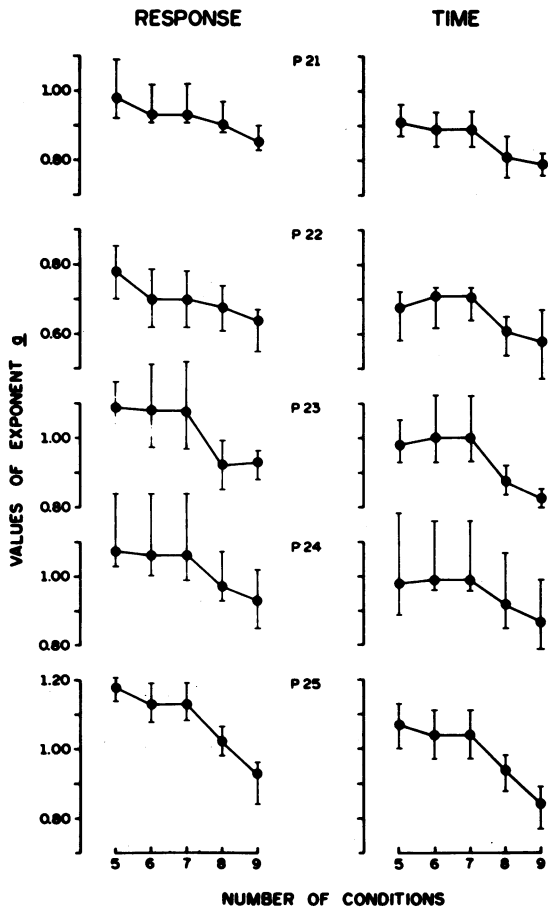 RESPONSE TIME
P 21
1.00
0.80
P 22
0.80
0.60
P 23
1.00
0.80
P 24
1.00
0.80
P 25
1.20
1.00
0.80
VALUES OF EXPONENT a
5 6 7 8 9 5 6 7 8 9
NUMBER OF CONDITIONS